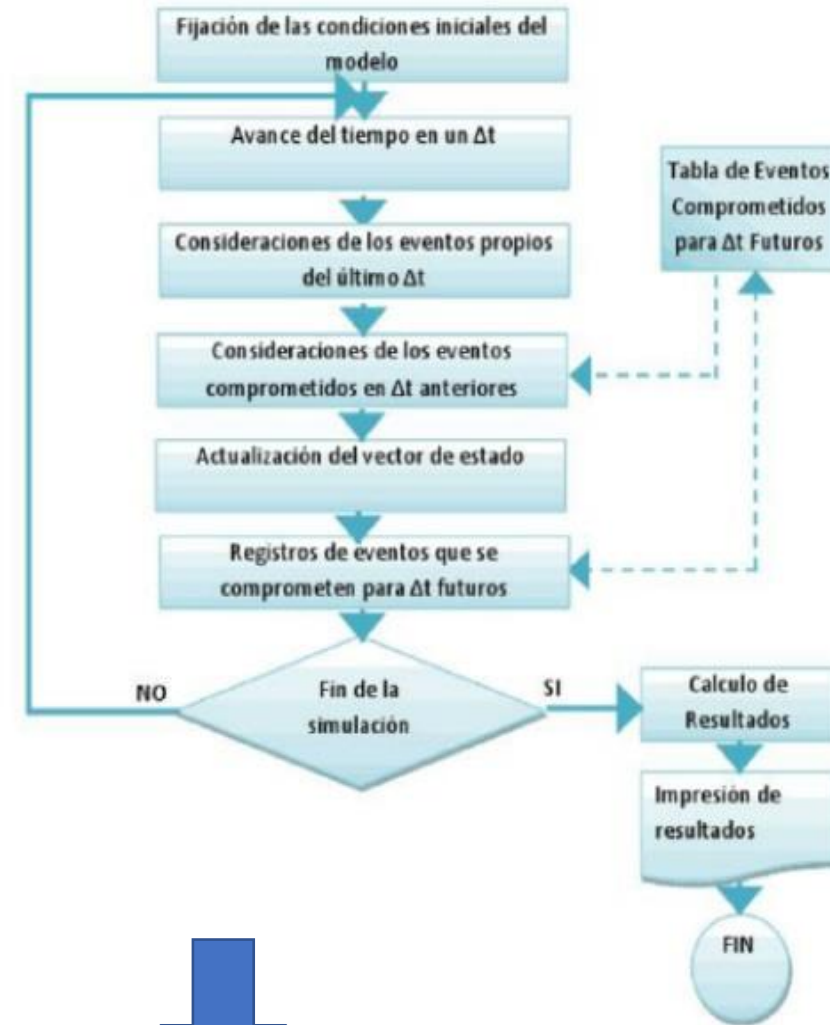 Fijación de las condiciones iniciales del
modelo
Avance del tiempo en un Δt
Tabla de Eventos
Comprometidos
para Δt Futuros
Consideraciones de los eventos propios
del último Δt
Consideraciones de los eventos
comprometidos en Δt anteriores
Actualización del vector de estado
Registros de eventos que se
comprometen para Δt futuros
NO
Fin de la
simulación
SI
Calculo de
Resultados
Impresión de
resultados
FIN